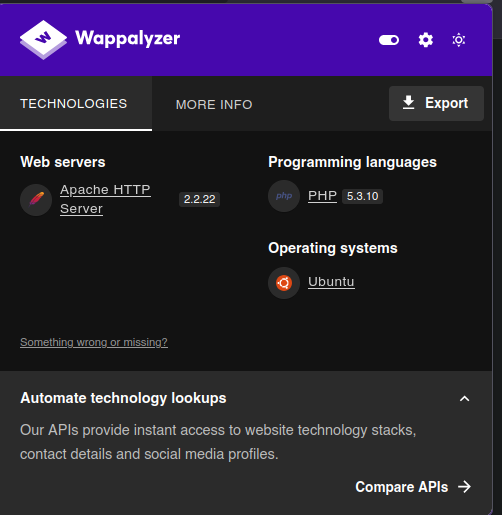 Wappalyzer
TECHNOLOGIES
MORE INFO
Export
Web servers
Apache HTTP
Server
2.2.22
Programming languages
php
PHP
5.3.10
Operating systems
Ubuntu
Something wrong or missing?
Automate technology lookups
Our APIs provide instant access to website technology stacks,
contact details and social media profiles.
Compare APIs